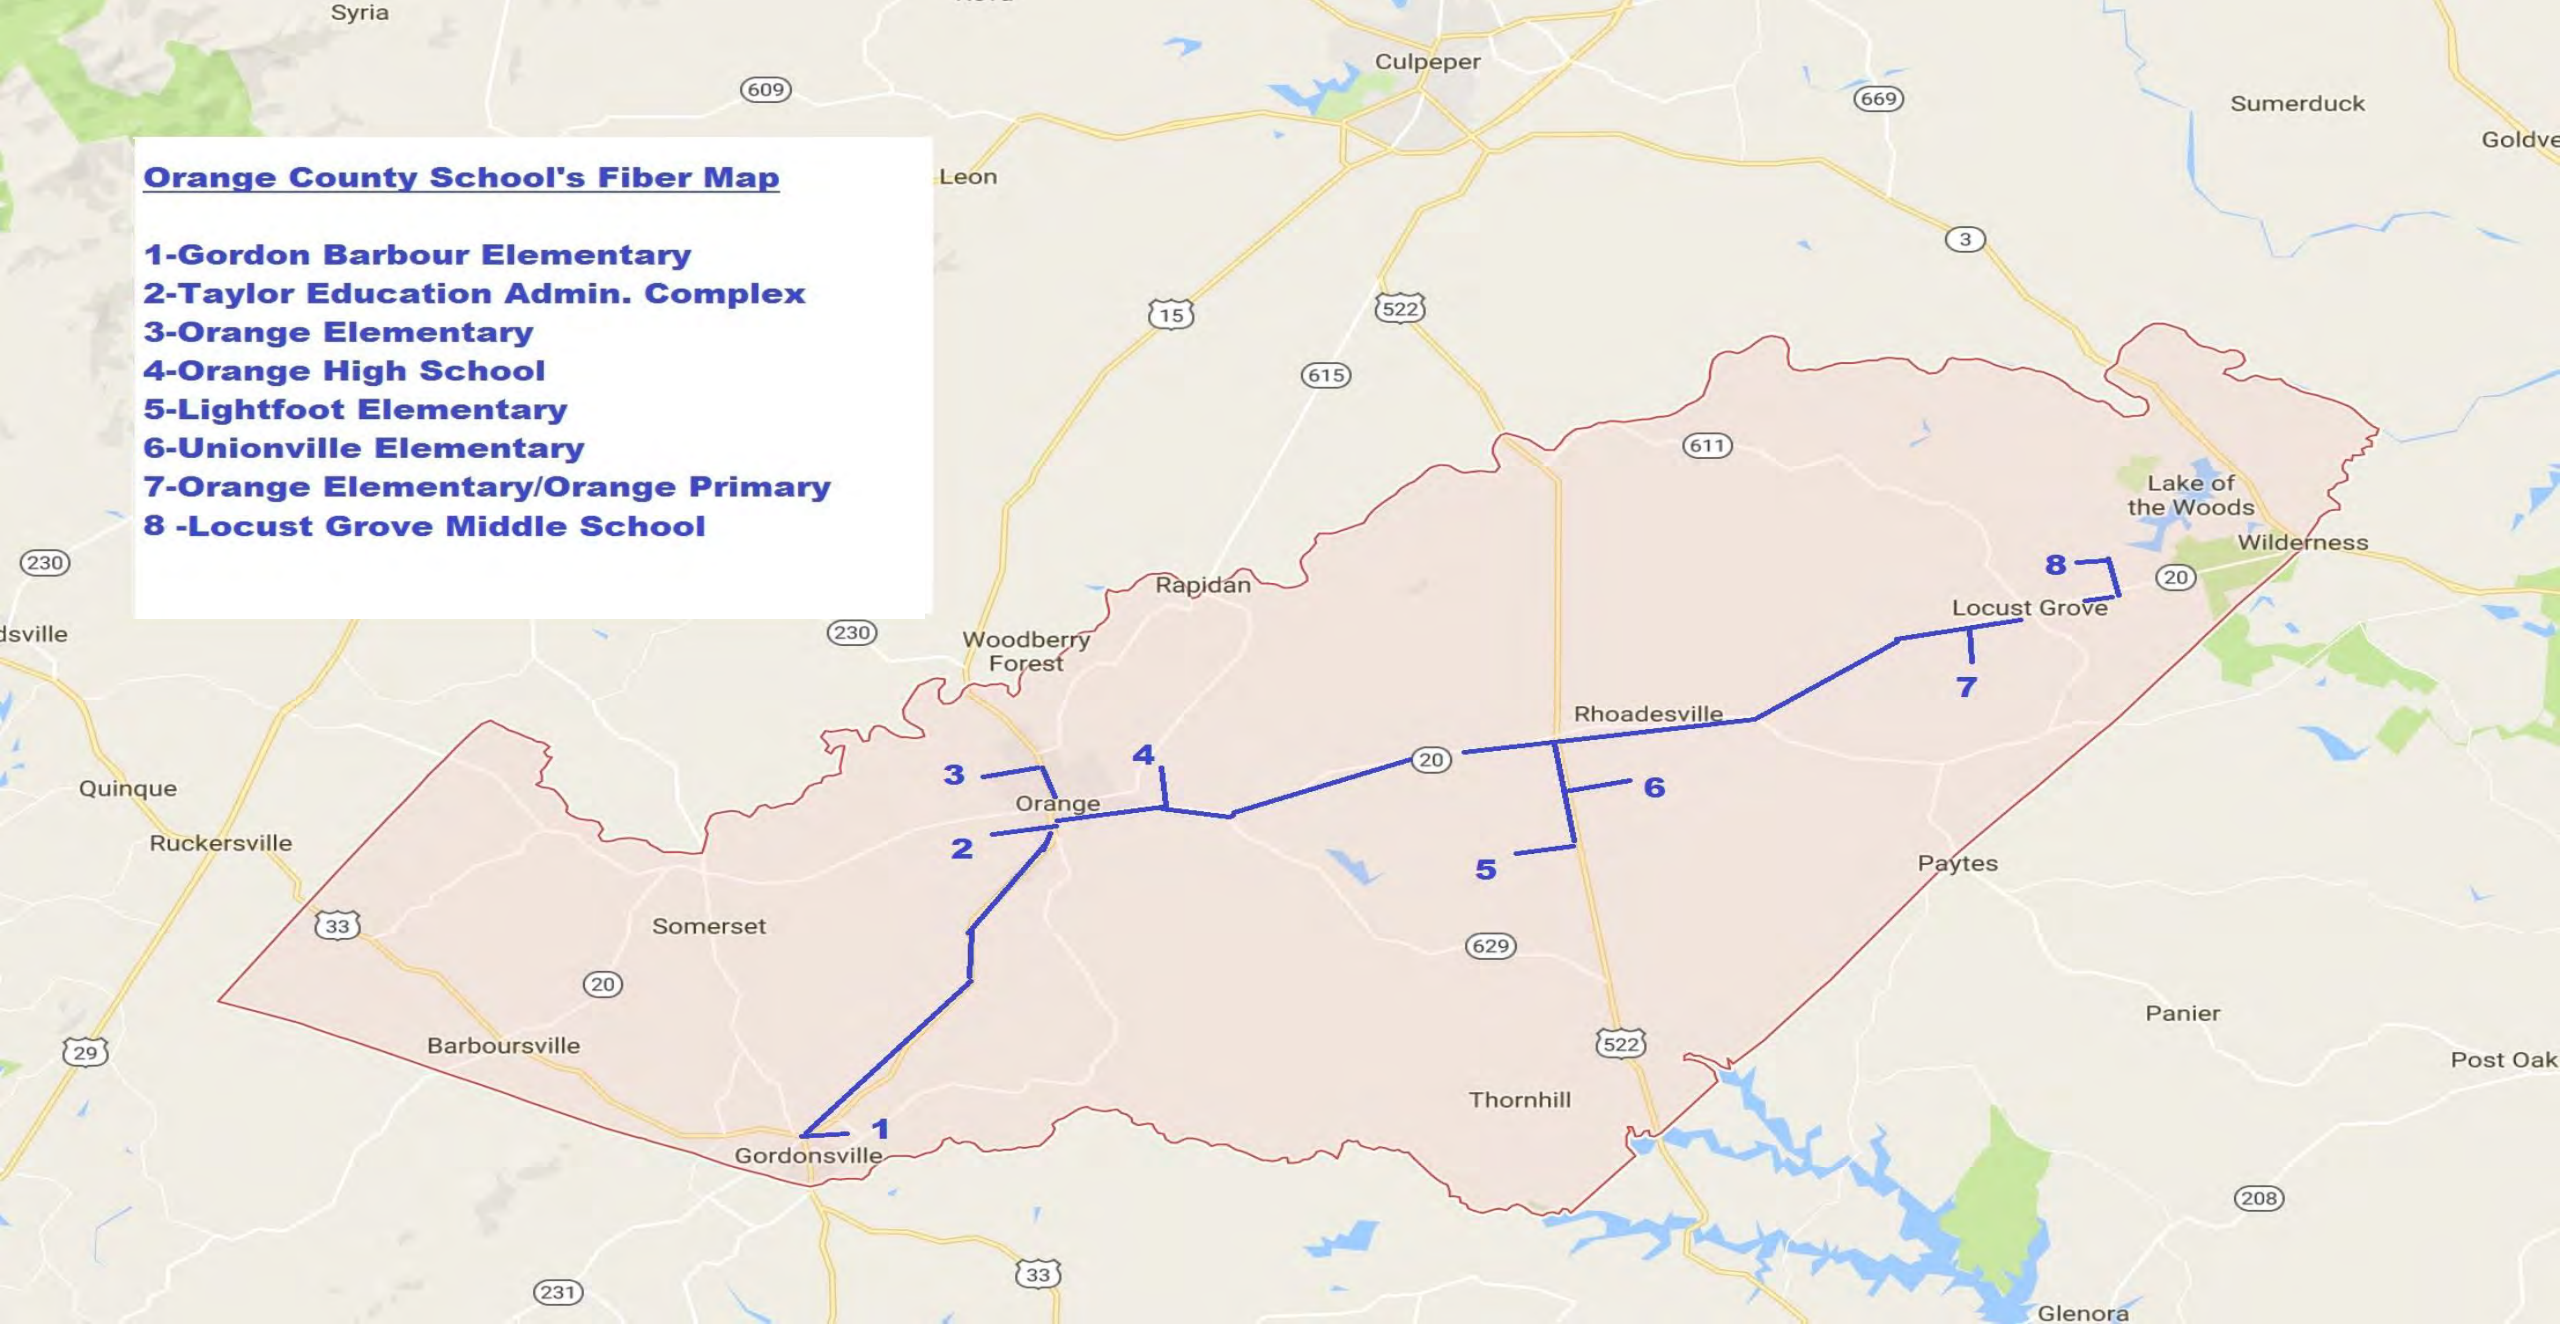 Syria
Culpeper
609
669
Sumerduck
Goldve
Orange County School's Fiber Map
Leon
1-Gordon Barbour Elementary
2-Taylor Education Admin. Complex
3-Orange Elementary
4-Orange High School
5-Lightfoot Elementary
6-Unionville Elementary
7-Orange Elementary/Orange Primary
8 -Locust Grove Middle School
3
15
522
615
611
Lake of
the Woods
Wilderness
230
8
20
Rapidan
Locust Grove
dsville
230
Woodberry
Forest
7
Rhoadesville
4
3
20
Quinque
6
Orange
Ruckersville
2
5
Paytes
33
Somerset
629
20
Panier
Barboursville
522
29
Post Oak
Thornhill
1
Gordonsville
208
33
231
Glenora